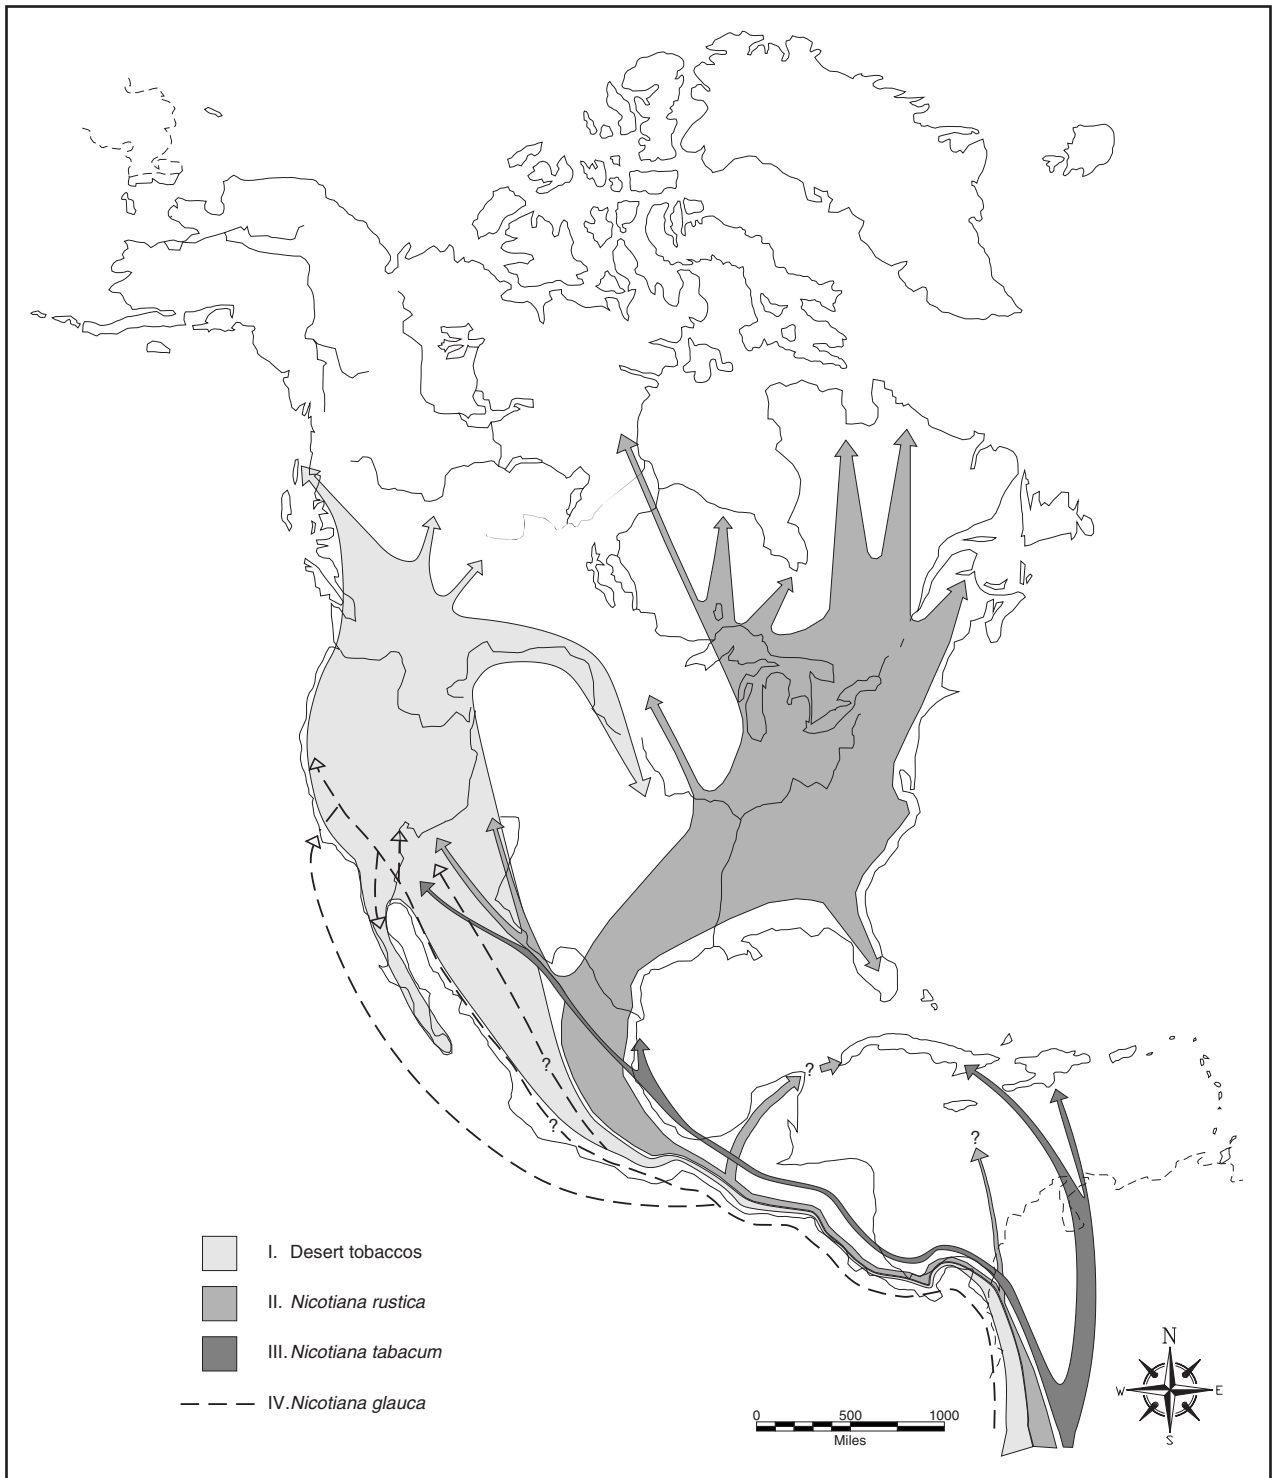 ?
?
?
?
I. Desert tobaccos
II. Nicotiana rustica
III. Nicotiana tabacum
IV. Nicotiana glauca
0 500 1000
Miles
N
W E
S